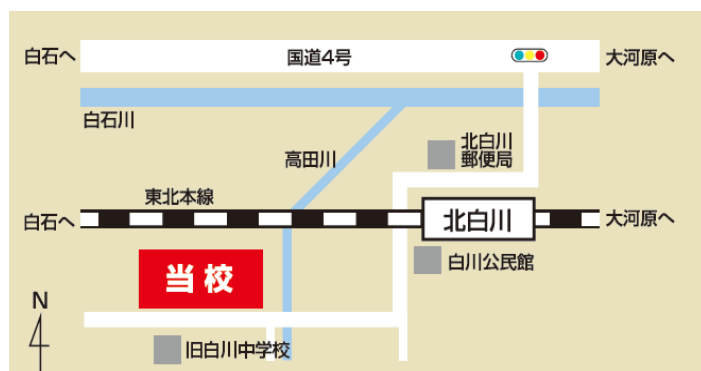 白石へ
国道4号
大河原へ
白石川
高田川
北白川
郵便局
東北本線
白石へ
北白川
大河原へ
白川公民館
当校
N
旧白川中学校